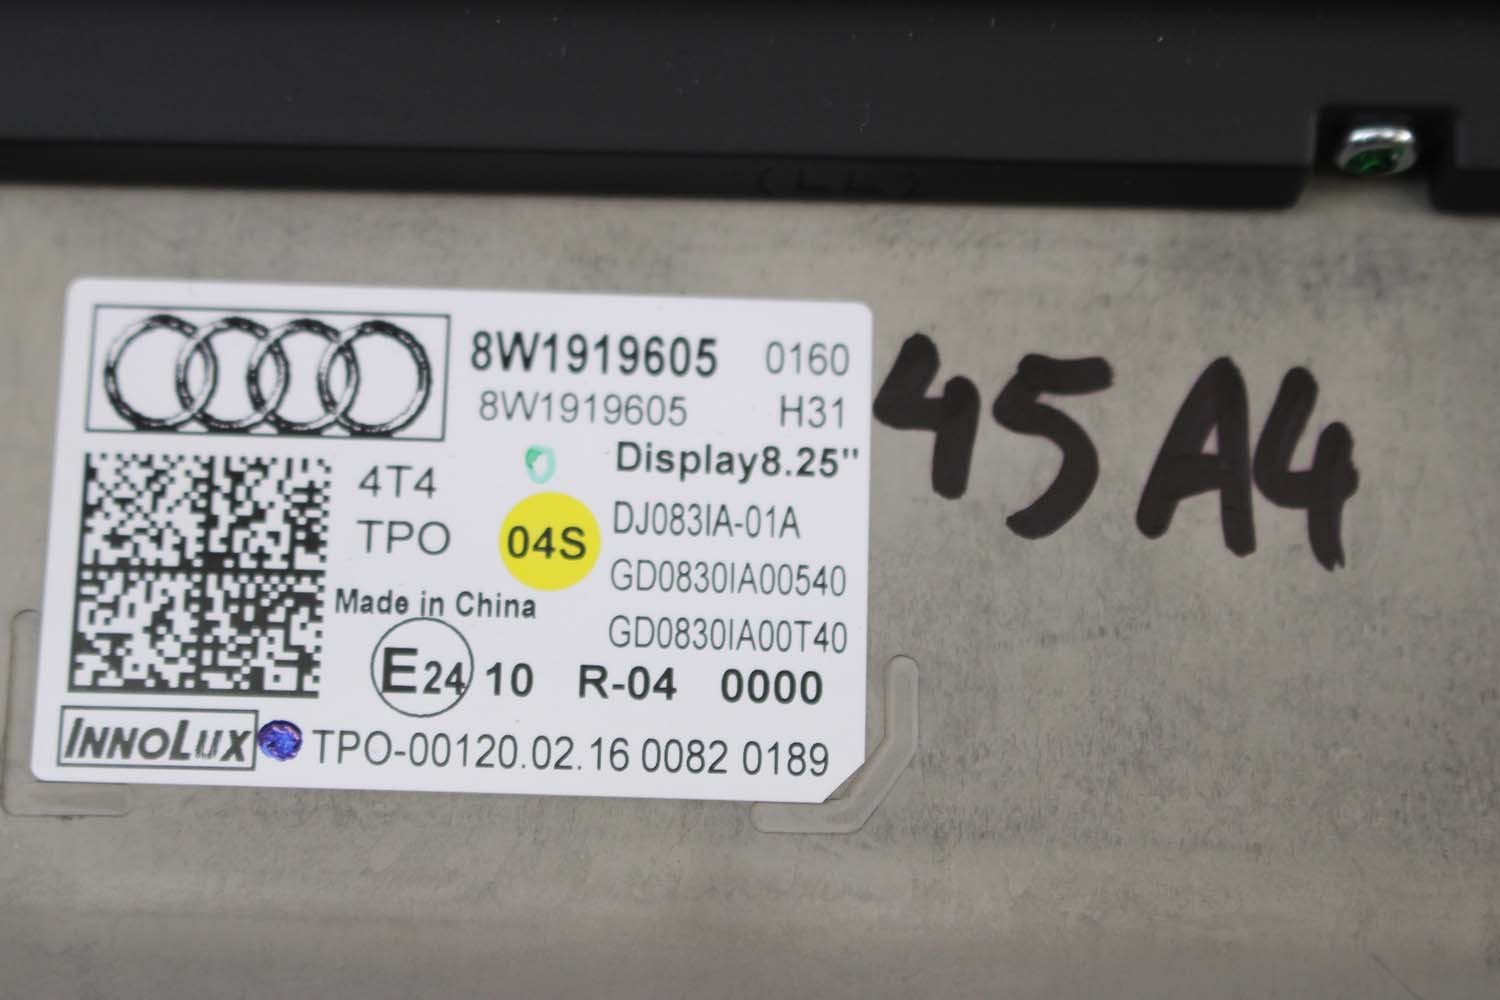 8W1919605 0160
8W1919605 H31
Display8.25"
4T4
TPO
04S
DJ083IA-01A
GD0830IA00540
GD0830IA00T40
Made in China
E24 10 R-04 0000
INNOLUX TPO-00120.02.16 0082 0189
45 A4